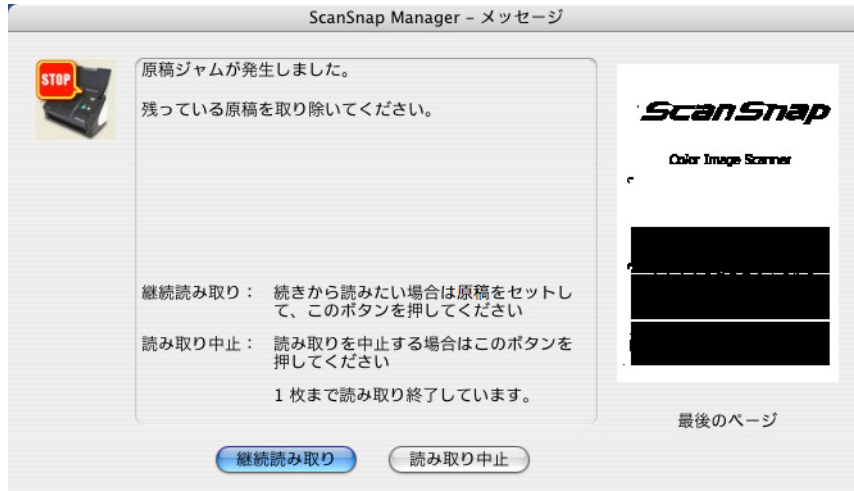 ScanSnap Manager – メッセージ
STOP
原稿ジャムが発生しました。
残っている原稿を取り除いてください。
ScanSnap
Color Image Scanner
継続読み取り： 続きから読みたい場合は原稿をセットし
て、このボタンを押してください
読み取り中止： 読み取りを中止する場合はこのボタンを
押してください
1 枚まで読み取り終了しています。
最後のページ
継続読み取り
読み取り中止